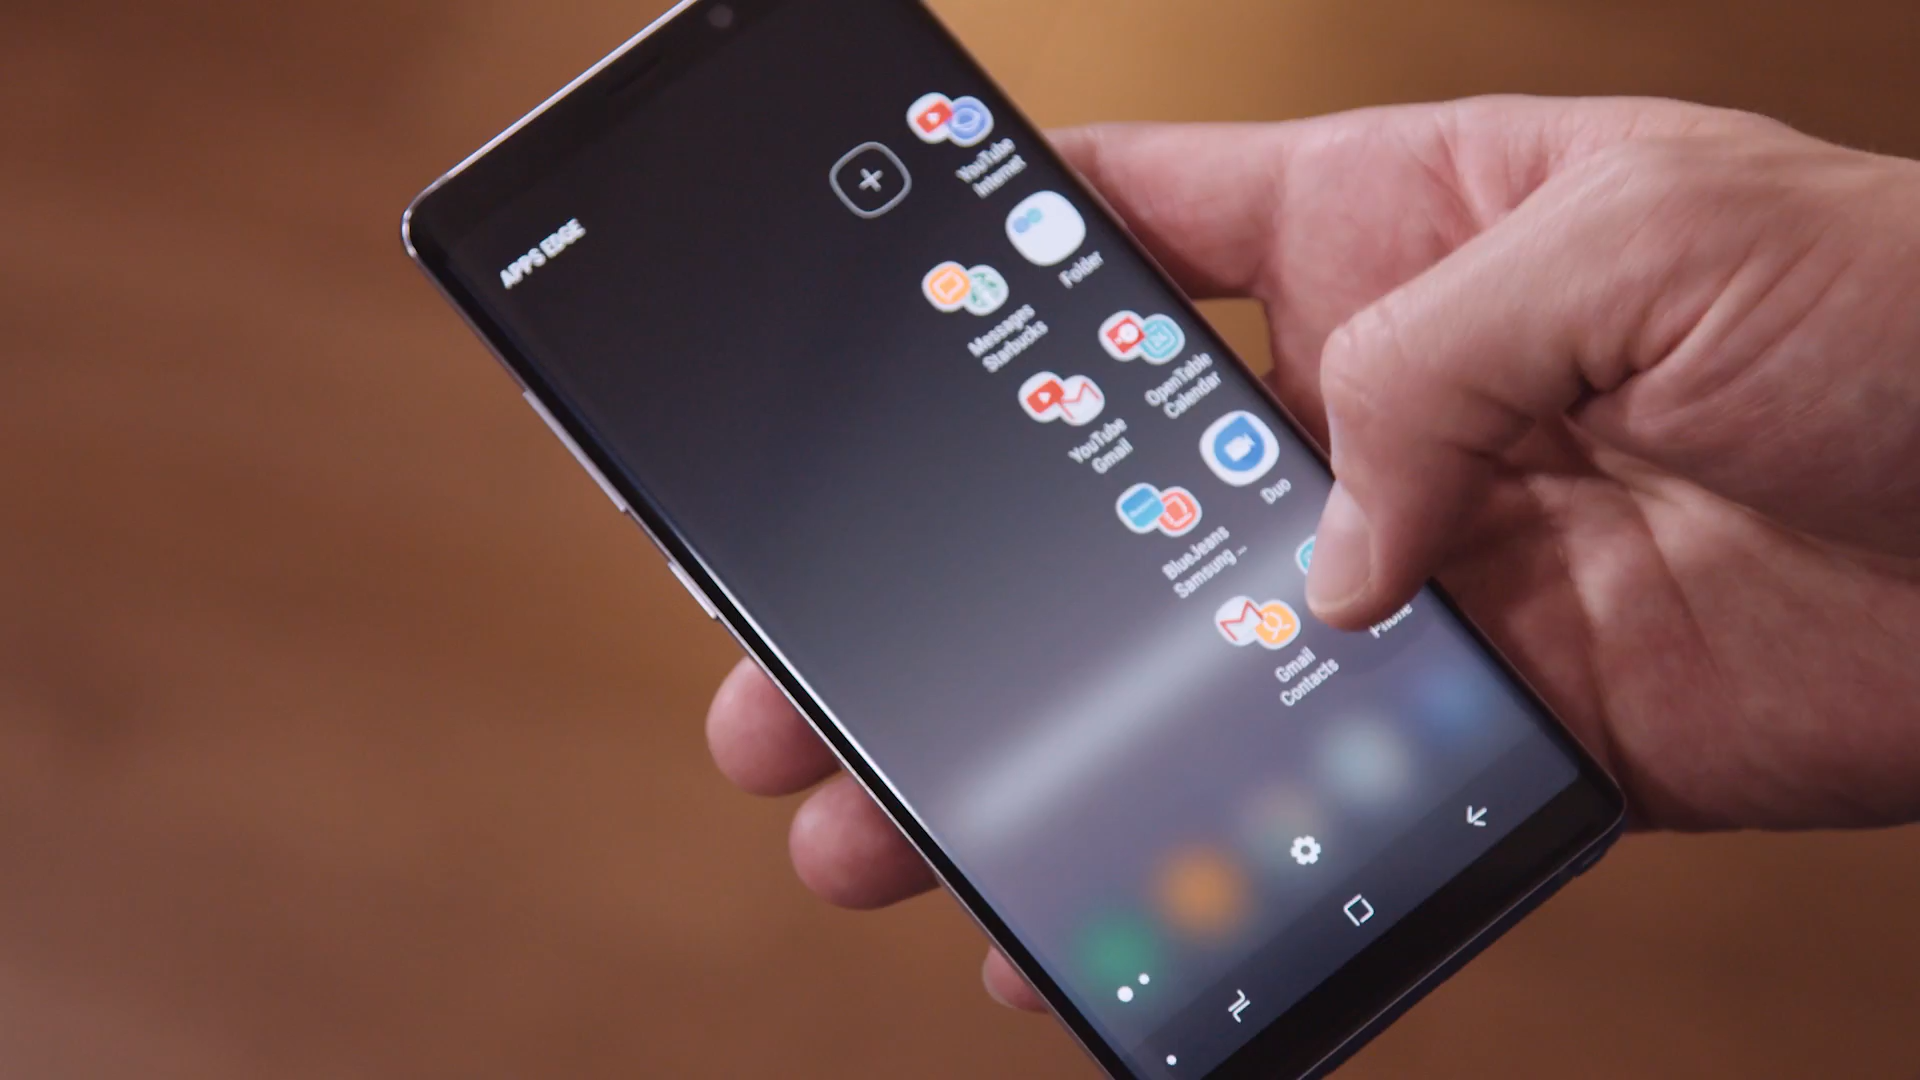 APPS EDGE
YouTube
Internet
Folder
Messages
Starbucks
OpenTable
Calendar
YouTube
Gmail
Duo
BlueJeans
Samsung ...
Phone
Gmail
Contacts